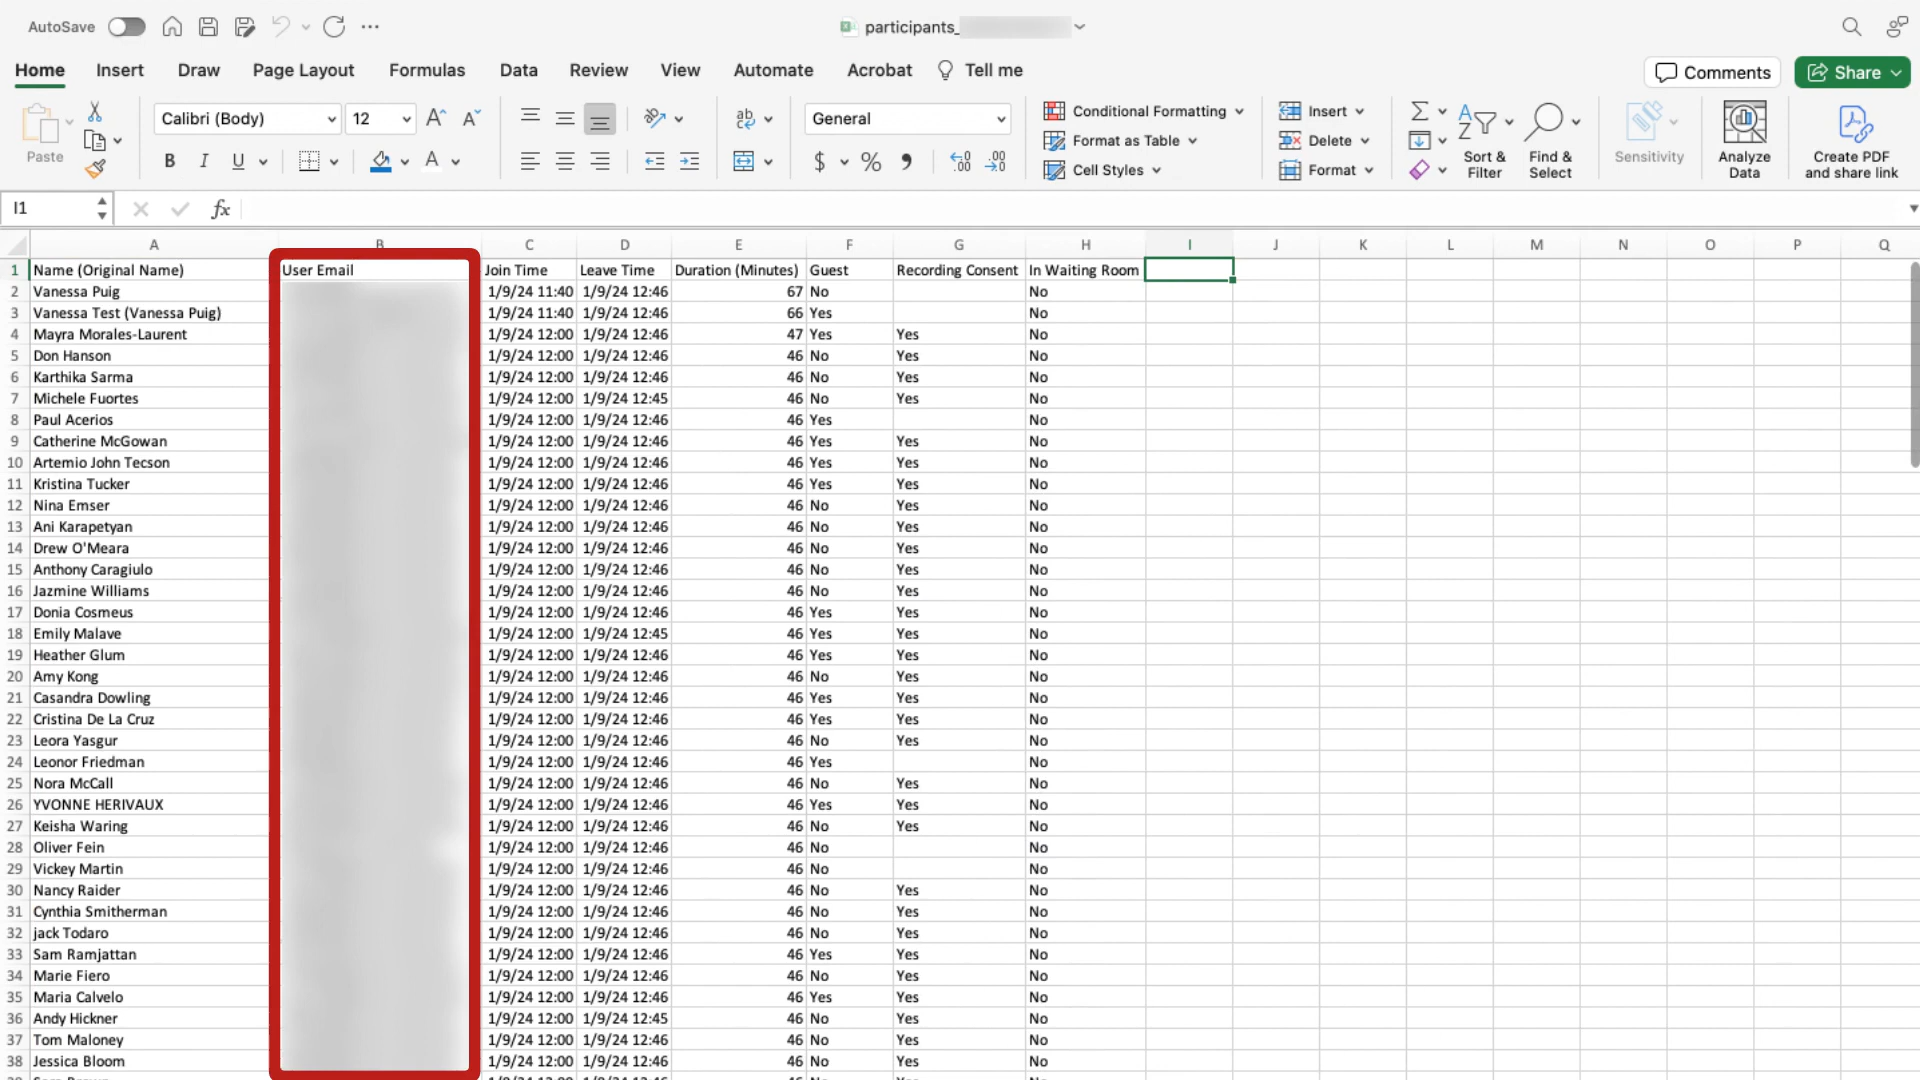 AutoSave
participants_
Home Insert Draw Page Layout Formulas Data Review View Automate Acrobat Tell me Comments Share
Paste Calibri (Body) 12 General Conditional Formatting Format as Table Cell Styles Insert Delete Format Sort & Filter Find & Select Sensitivity Analyze Data Create PDF and share link
I1 fx
A B C D E F G H I J K L M N O P Q
1 Name (Original Name) User Email Join Time Leave Time Duration (Minutes) Guest Recording Consent In Waiting Room
2 Vanessa Puig 1/9/24 11:40 1/9/24 12:46 67 No No
3 Vanessa Test (Vanessa Puig) 1/9/24 11:40 1/9/24 12:46 66 Yes No
4 Mayra Morales-Laurent 1/9/24 12:00 1/9/24 12:46 47 Yes Yes No
5 Don Hanson 1/9/24 12:00 1/9/24 12:46 46 No Yes No
6 Karthika Sarma 1/9/24 12:00 1/9/24 12:46 46 No Yes No
7 Michele Fuortes 1/9/24 12:00 1/9/24 12:45 46 No Yes No
8 Paul Acerios 1/9/24 12:00 1/9/24 12:46 46 Yes No
9 Catherine McGowan 1/9/24 12:00 1/9/24 12:46 46 Yes Yes No
10 Artemio John Tecson 1/9/24 12:00 1/9/24 12:46 46 Yes Yes No
11 Kristina Tucker 1/9/24 12:00 1/9/24 12:46 46 Yes Yes No
12 Nina Emser 1/9/24 12:00 1/9/24 12:46 46 No Yes No
13 Ani Karapetyan 1/9/24 12:00 1/9/24 12:46 46 No Yes No
14 Drew O'Meara 1/9/24 12:00 1/9/24 12:46 46 No Yes No
15 Anthony Caragiulo 1/9/24 12:00 1/9/24 12:46 46 No Yes No
16 Jazmine Williams 1/9/24 12:00 1/9/24 12:46 46 No Yes No
17 Donia Cosmeus 1/9/24 12:00 1/9/24 12:46 46 Yes Yes No
18 Emily Malave 1/9/24 12:00 1/9/24 12:45 46 Yes Yes No
19 Heather Glum 1/9/24 12:00 1/9/24 12:46 46 Yes Yes No
20 Amy Kong 1/9/24 12:00 1/9/24 12:46 46 No Yes No
21 Casandra Dowling 1/9/24 12:00 1/9/24 12:46 46 Yes Yes No
22 Cristina De La Cruz 1/9/24 12:00 1/9/24 12:46 46 Yes Yes No
23 Leora Yasgur 1/9/24 12:00 1/9/24 12:46 46 No Yes No
24 Leonor Friedman 1/9/24 12:00 1/9/24 12:46 46 Yes No
25 Nora McCall 1/9/24 12:00 1/9/24 12:46 46 No Yes No
26 YVONNE HERIVAUX 1/9/24 12:00 1/9/24 12:46 46 Yes Yes No
27 Keisha Waring 1/9/24 12:00 1/9/24 12:46 46 No Yes No
28 Oliver Fein 1/9/24 12:00 1/9/24 12:46 46 No No
29 Vickey Martin 1/9/24 12:00 1/9/24 12:46 46 No No
30 Nancy Raider 1/9/24 12:00 1/9/24 12:46 46 No Yes No
31 Cynthia Smitherman 1/9/24 12:00 1/9/24 12:46 46 No Yes No
32 jack Todaro 1/9/24 12:00 1/9/24 12:46 46 No Yes No
33 Sam Ramjattan 1/9/24 12:00 1/9/24 12:46 46 Yes Yes No
34 Marie Fiero 1/9/24 12:00 1/9/24 12:46 46 No Yes No
35 Maria Calvelo 1/9/24 12:00 1/9/24 12:46 46 Yes Yes No
36 Andy Hickner 1/9/24 12:00 1/9/24 12:45 46 No Yes No
37 Tom Maloney 1/9/24 12:00 1/9/24 12:46 46 No Yes No
38 Jessica Bloom 1/9/24 12:00 1/9/24 12:46 46 No Yes No